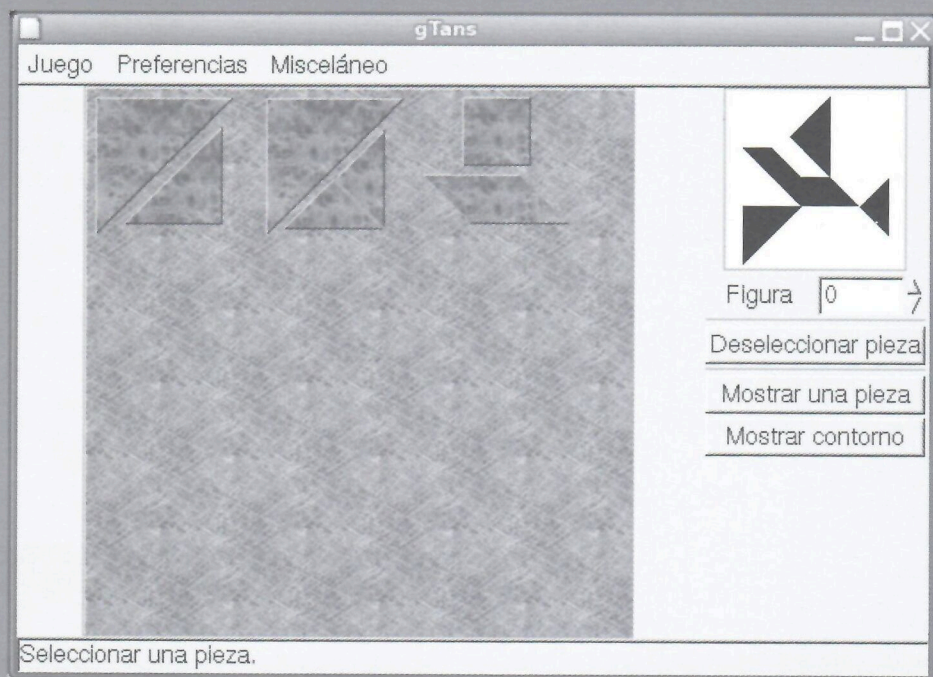 gTans
Juego Preferencias Misceláneo
Figura 0
Deseleccionar pieza
Mostrar una pieza
Mostrar contorno
Seleccionar una pieza.